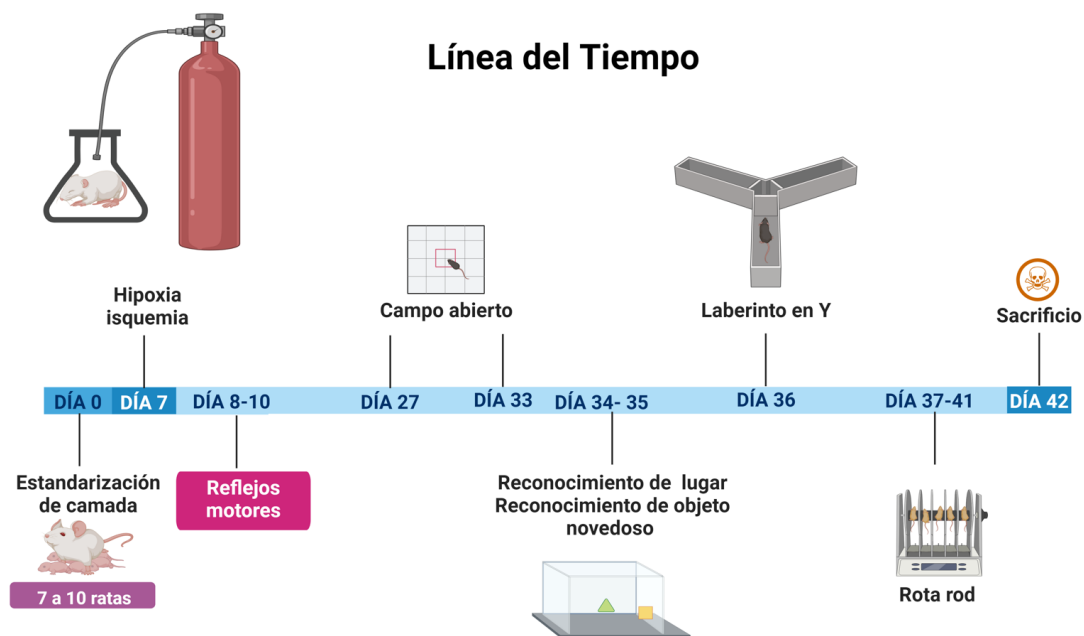 Línea del Tiempo
Hipoxia
isquemia
Campo abierto
Laberinto en Y
Sacrificio
DÍA 0
DÍA 7
DÍA 8-10
DÍA 27
DÍA 33
DÍA 34- 35
DÍA 36
DÍA 37-41
DÍA 42
Estandarización
de camada
7 a 10 ratas
Reflejos
motores
Reconocimiento de lugar
Reconocimiento de objeto
novedoso
Rota rod